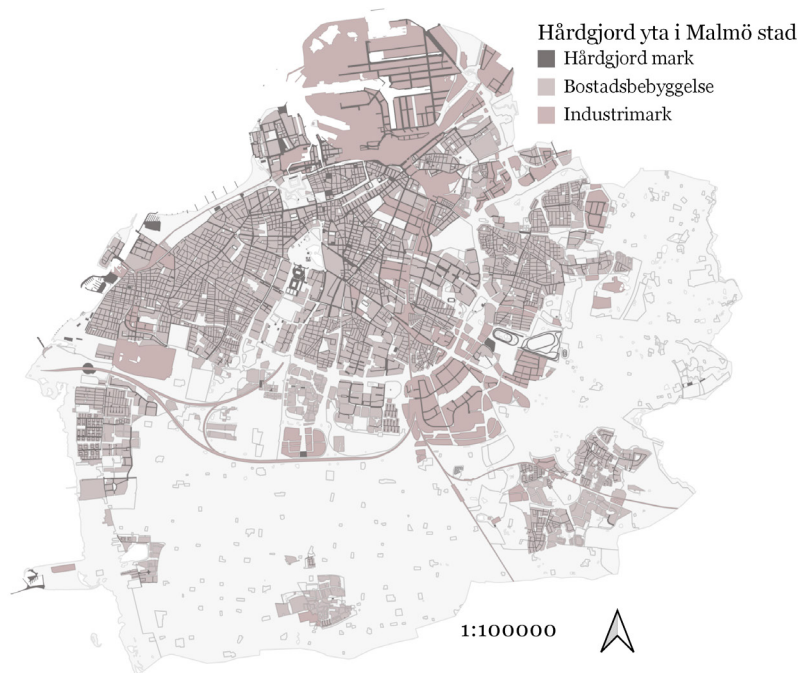 Hårdgjord yta i Malmö stad
Hårdgjord mark
Bostadsbebyggelse
Industrimark
1:100000